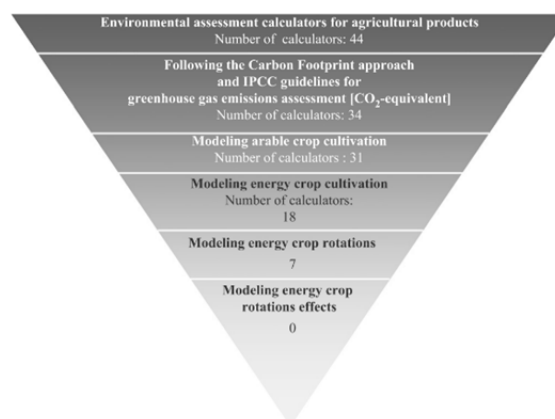 Environmental assessment calculators for agricultural products
Number of calculators: 44
Following the Carbon Footprint approach
and IPCC guidelines for
greenhouse gas emissions assessment [CO₂-equivalent]
Number of calculators: 34
Modeling arable crop cultivation
Number of calculators : 31
Modeling energy crop cultivation
Number of calculators:
18
Modeling energy crop rotations
7
Modeling energy crop
rotations effects
0